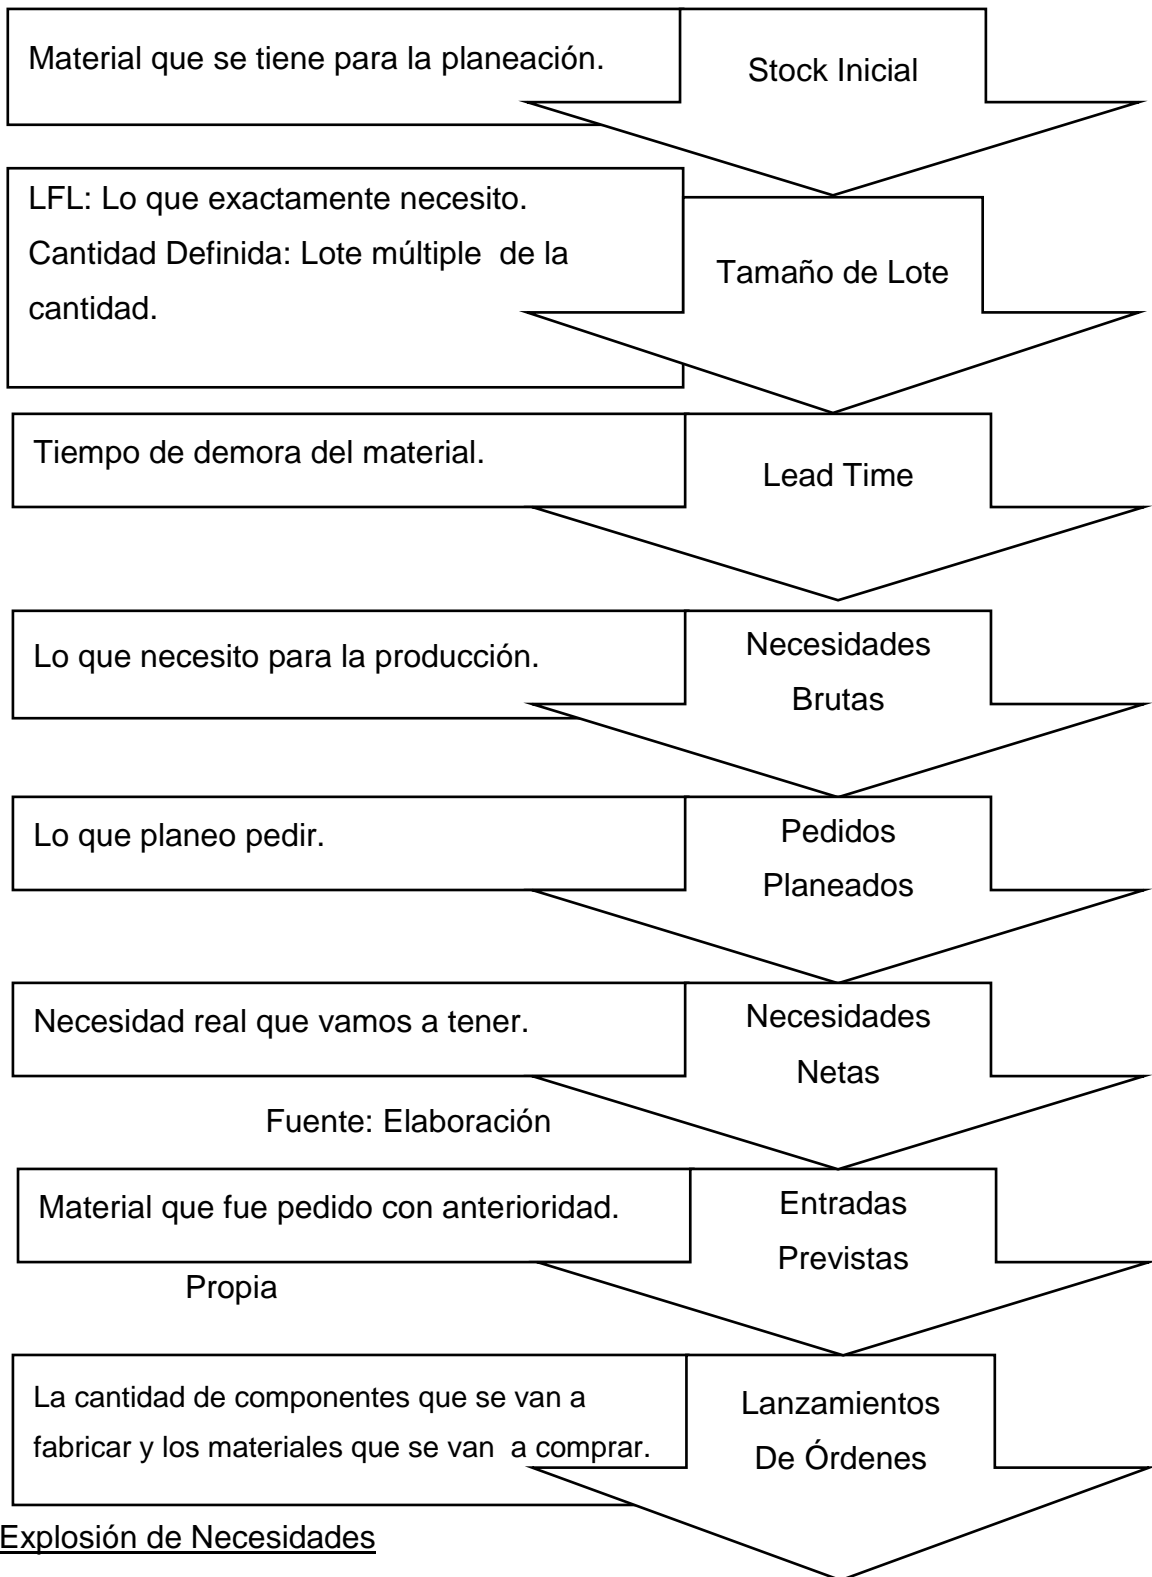 Material que se tiene para la planeación.
Stock Inicial
LFL: Lo que exactamente necesito.
Cantidad Definida: Lote múltiple de la
cantidad.
Tamaño de Lote
Tiempo de demora del material.
Lead Time
Lo que necesito para la producción.
Necesidades
Brutas
Lo que planeo pedir.
Pedidos
Planeados
Necesidad real que vamos a tener.
Necesidades
Netas
Fuente: Elaboración
Material que fue pedido con anterioridad.
Entradas
Previstas
Propia
La cantidad de componentes que se van a
fabricar y los materiales que se van a comprar.
Lanzamientos
De Órdenes
Explosión de Necesidades